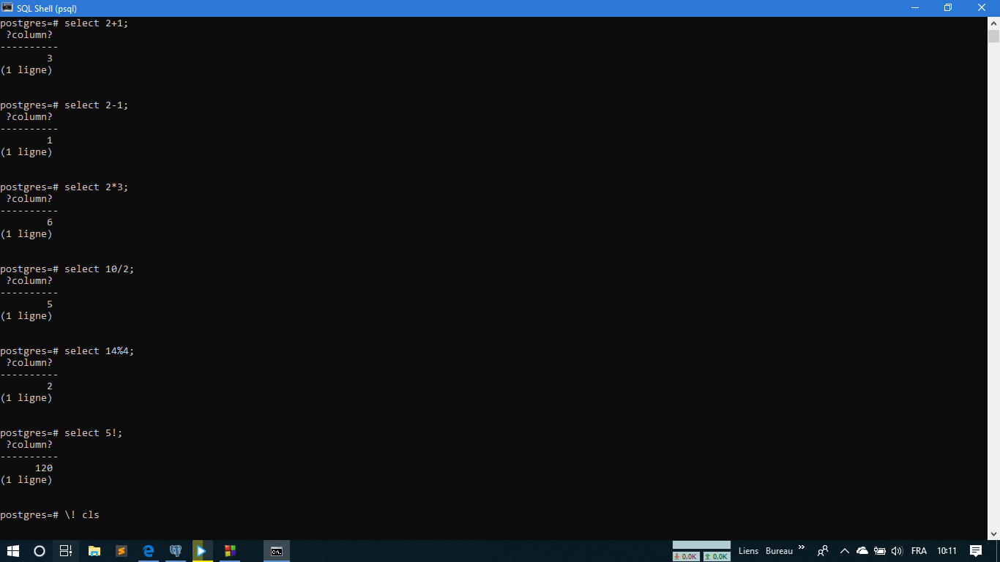 SQL Shell (psql)
postgres=# select 2+1;
 ?column?
----------
        3
(1 ligne)
postgres=# select 2-1;
 ?column?
----------
        1
(1 ligne)
postgres=# select 2*3;
 ?column?
----------
        6
(1 ligne)
postgres=# select 10/2;
 ?column?
----------
        5
(1 ligne)
postgres=# select 14%4;
 ?column?
----------
        2
(1 ligne)
postgres=# select 5!;
 ?column?
----------
      120
(1 ligne)
postgres=# \! cls
0,0K 0,0K Liens Bureau » FRA 10:11